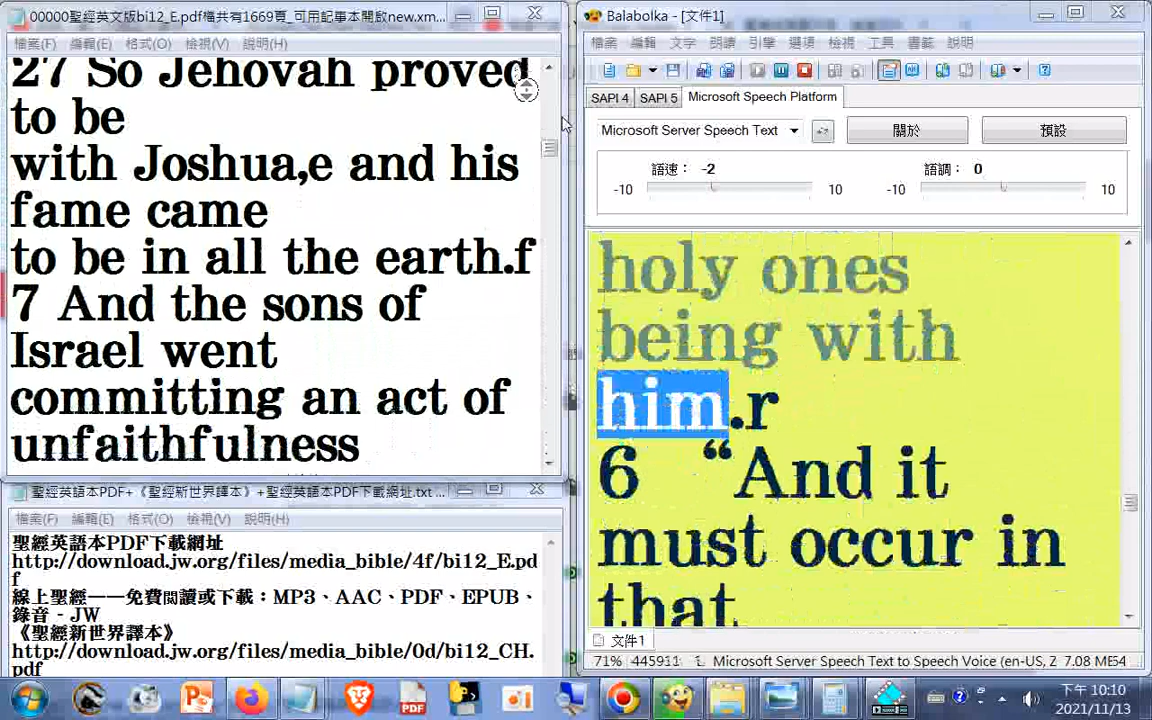 00000聖經英文版bi12_E.pdf檔共有1669頁_可用記事本開啟new.xm...
檔案(F) 編輯(E) 格式(O) 檢視(V) 說明(H)
27 So Jehovah proved
to be
with Joshua,e and his
fame came
to be in all the earth.f
7 And the sons of
Israel went
committing an act of
unfaithfulness
聖經英語本PDF+《聖經新世界譯本》+聖經英語本PDF下載網址.txt ...
檔案(F) 編輯(E) 格式(O) 檢視(V) 說明(H)
聖經英語本PDF下載網址
http://download.jw.org/files/media_bible/4f/bi12_E.pd
f
線上聖經——免費閱讀或下載：MP3、AAC、PDF、EPUB、
錄音 - JW
《聖經新世界譯本》
http://download.jw.org/files/media_bible/0d/bi12_CH.
pdf
Balabolka - [文件1]
檔案 編輯 文字 朗讀 引擎 選項 檢視 工具 書籤 說明
SAPI 4 SAPI 5 Microsoft Speech Platform
Microsoft Server Speech Text 關於 預設
語速： -2 語調： 0
-10 10 -10 10
holy ones
being with
him.r
6 “And it
must occur in
that
文件1
71% 445911 Microsoft Server Speech Text to Speech Voice (en-US, Z 7.08 ME54
下午 10:10
2021/11/13